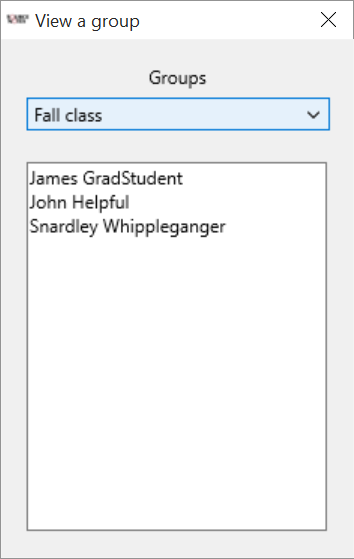 View a group
Groups
Fall class
James GradStudent
John Helpful
Snardley Whippleganger